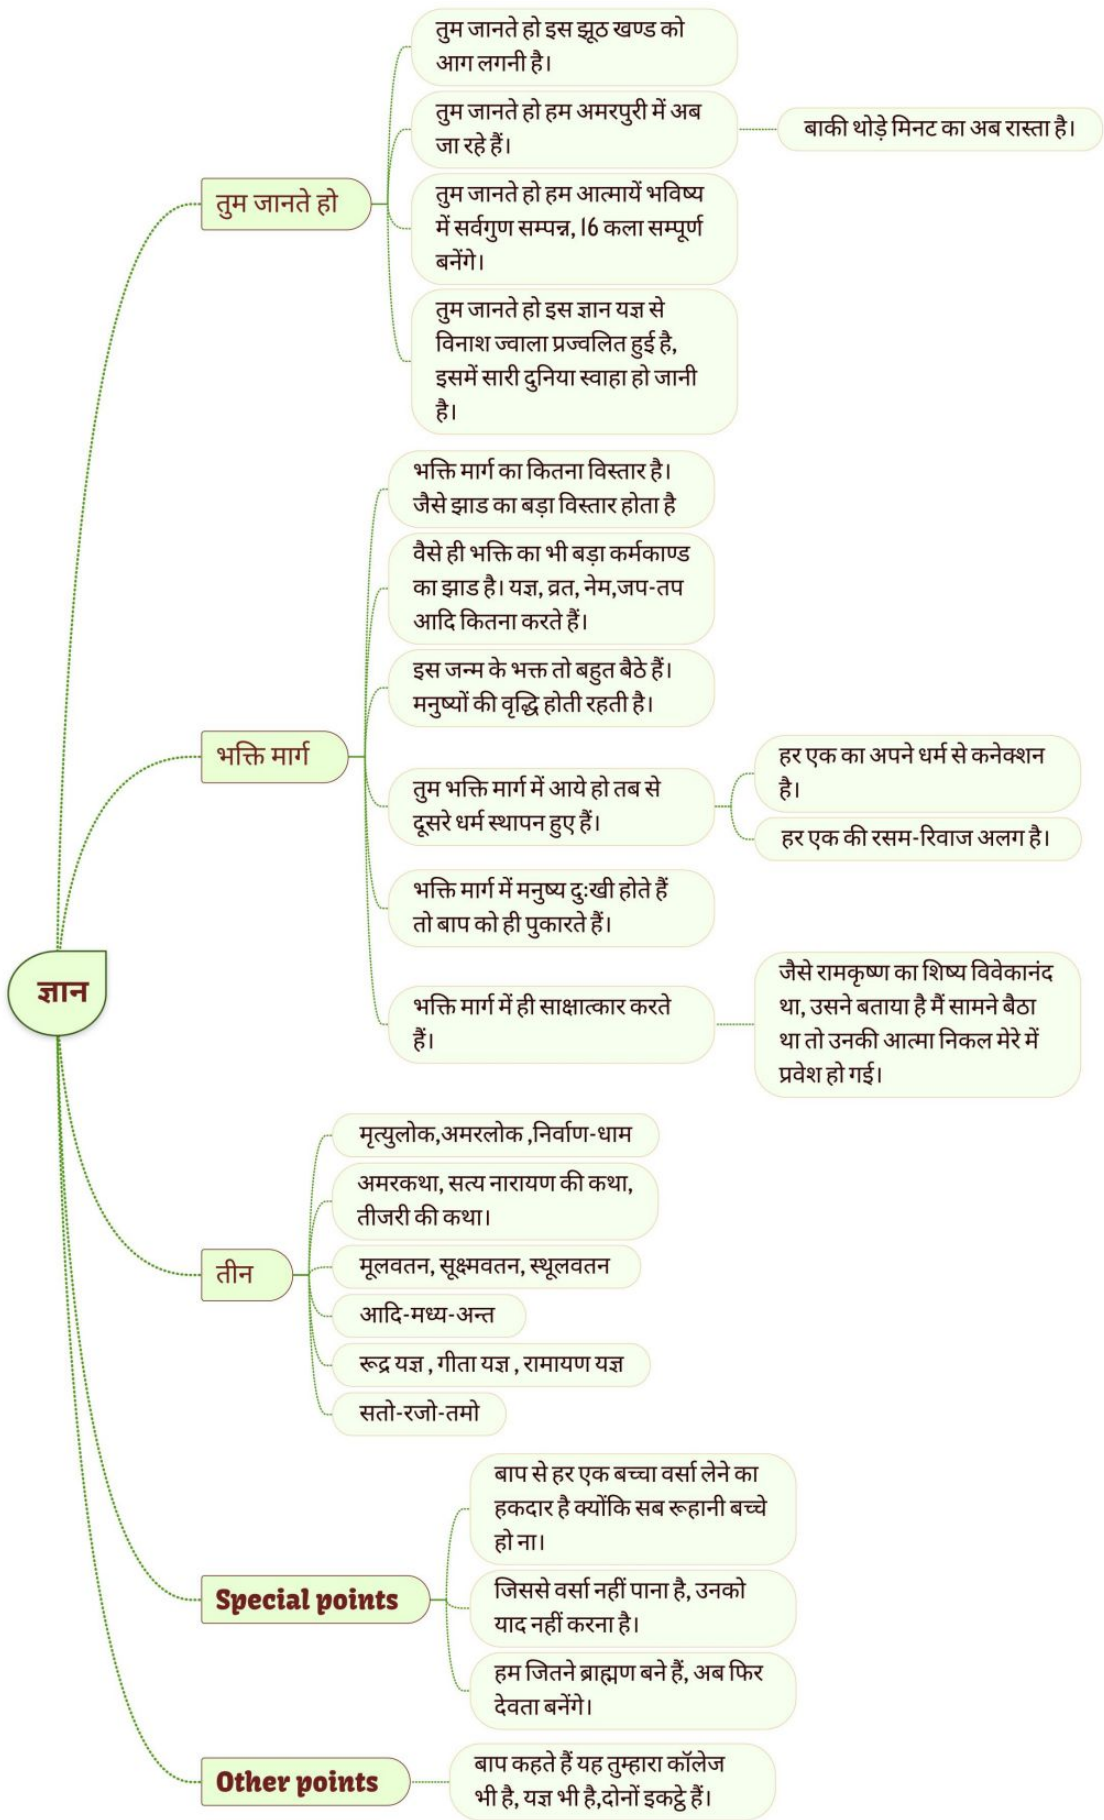 ज्ञान
तुम जानते हो
तुम जानते हो इस झूठ खण्ड को
आग लगनी है।
तुम जानते हो हम अमरपुरी में अब
जा रहे हैं।
बाकी थोड़े मिनट का अब रास्ता है।
तुम जानते हो हम आत्मायें भविष्य
में सर्वगुण सम्पन्न, 16 कला सम्पूर्ण
बनेंगे।
तुम जानते हो इस ज्ञान यज्ञ से
विनाश ज्वाला प्रज्वलित हुई है,
इसमें सारी दुनिया स्वाहा हो जानी
है।
भक्ति मार्ग
भक्ति मार्ग का कितना विस्तार है।
जैसे झाड का बड़ा विस्तार होता है
वैसे ही भक्ति का भी बड़ा कर्मकाण्ड
का झाड है। यज्ञ, व्रत, नेम,जप-तप
आदि कितना करते हैं।
इस जन्म के भक्त तो बहुत बैठे हैं।
मनुष्यों की वृद्धि होती रहती है।
तुम भक्ति मार्ग में आये हो तब से
दूसरे धर्म स्थापन हुए हैं।
हर एक का अपने धर्म से कनेक्शन
है।
हर एक की रसम-रिवाज अलग है।
भक्ति मार्ग में मनुष्य दुःखी होते हैं
तो बाप को ही पुकारते हैं।
भक्ति मार्ग में ही साक्षात्कार करते
हैं।
जैसे रामकृष्ण का शिष्य विवेकानंद
था, उसने बताया है मैं सामने बैठा
था तो उनकी आत्मा निकल मेरे में
प्रवेश हो गई।
तीन
मृत्युलोक,अमरलोक ,निर्वाण-धाम
अमरकथा, सत्य नारायण की कथा,
तीजरी की कथा।
मूलवतन, सूक्ष्मवतन, स्थूलवतन
आदि-मध्य-अन्त
रूद्र यज्ञ , गीता यज्ञ , रामायण यज्ञ
सतो-रजो-तमो
Special points
बाप से हर एक बच्चा वर्सा लेने का
हकदार है क्योंकि सब रूहानी बच्चे
हो ना।
जिससे वर्सा नहीं पाना है, उनको
याद नहीं करना है।
हम जितने ब्राह्मण बने हैं, अब फिर
देवता बनेंगे।
Other points
बाप कहते हैं यह तुम्हारा कॉलेज
भी है, यज्ञ भी है,दोनों इकट्ठे हैं।